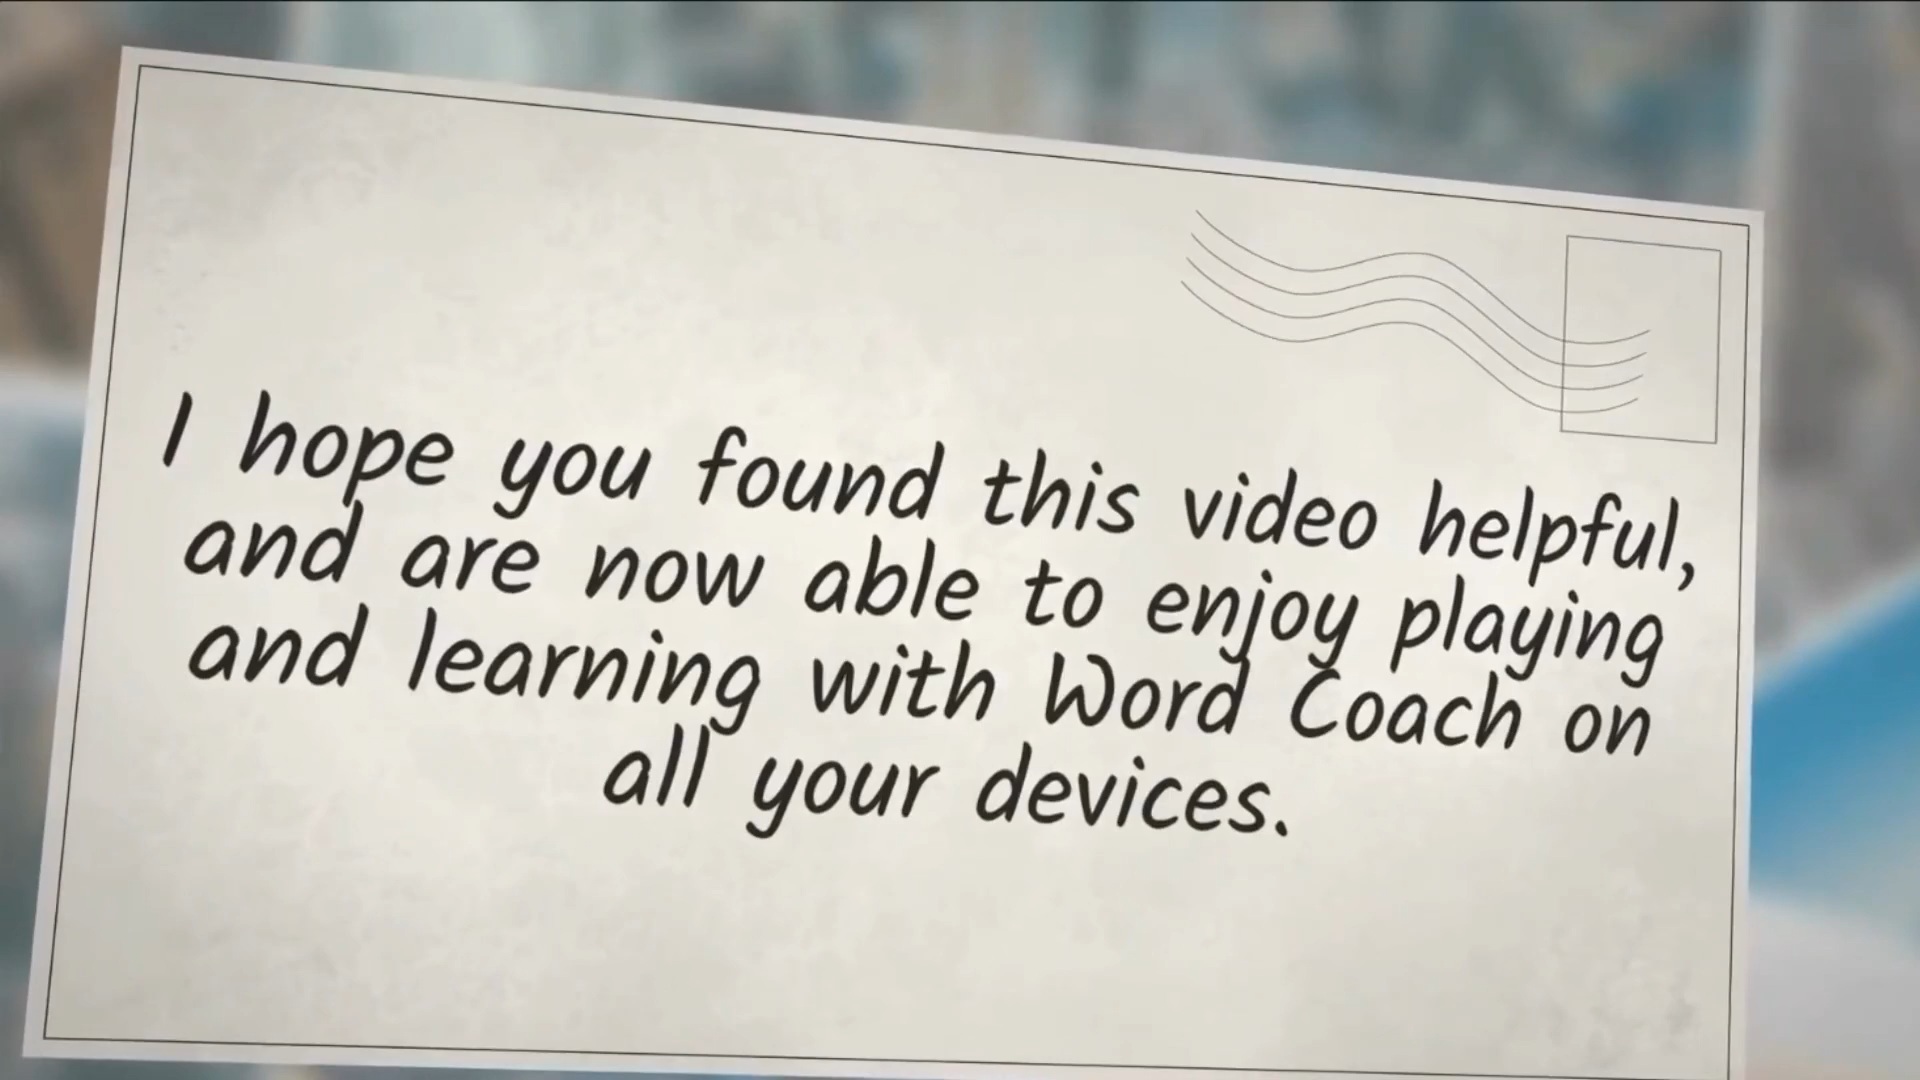 I hope you found this video helpful,
and are now able to enjoy playing
and learning with Word Coach on
all your devices.